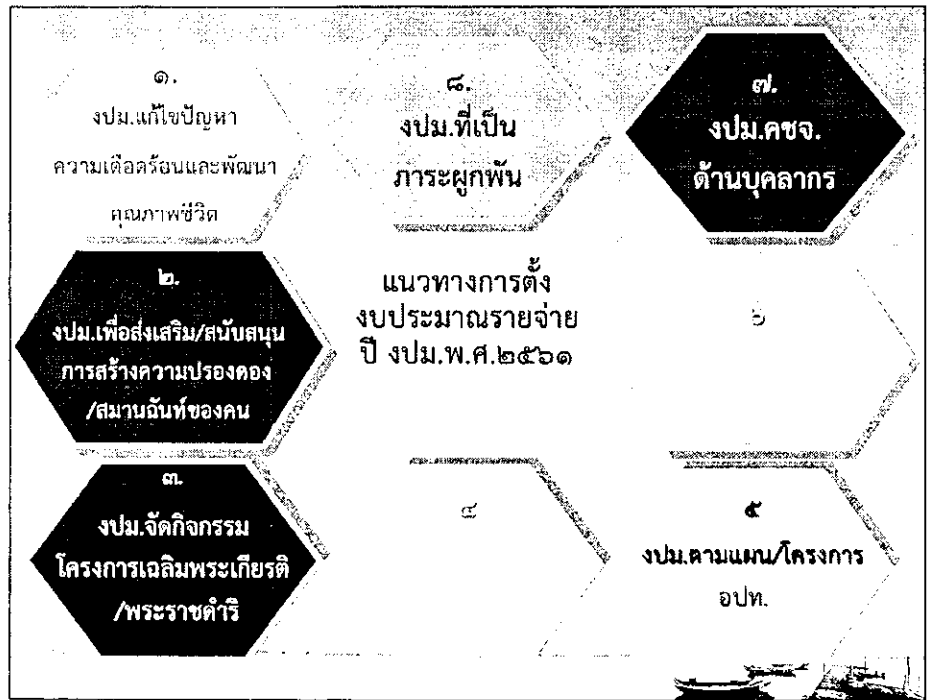 ๑.
งปม.แก้ไขปัญหา
ความเดือดร้อนและพัฒนา
คุณภาพชีวิต
๘.
งปม.ที่เป็น
ภาระผูกพัน
๗.
งปม.คชจ.
ด้านบุคลากร
๒.
งปม.เพื่อส่งเสริม/สนับสนุน
การสร้างความปรองดอง
/สมานฉันท์ของคน
แนวทางการตั้ง
งบประมาณรายจ่าย
ปี งปม.พ.ศ.๒๕๖๑
๖
๓.
งปม.จัดกิจกรรม
โครงการเฉลิมพระเกียรติ
/พระราชดำริ
๔
๕
งปม.ตามแผน/โครงการ
อปท.